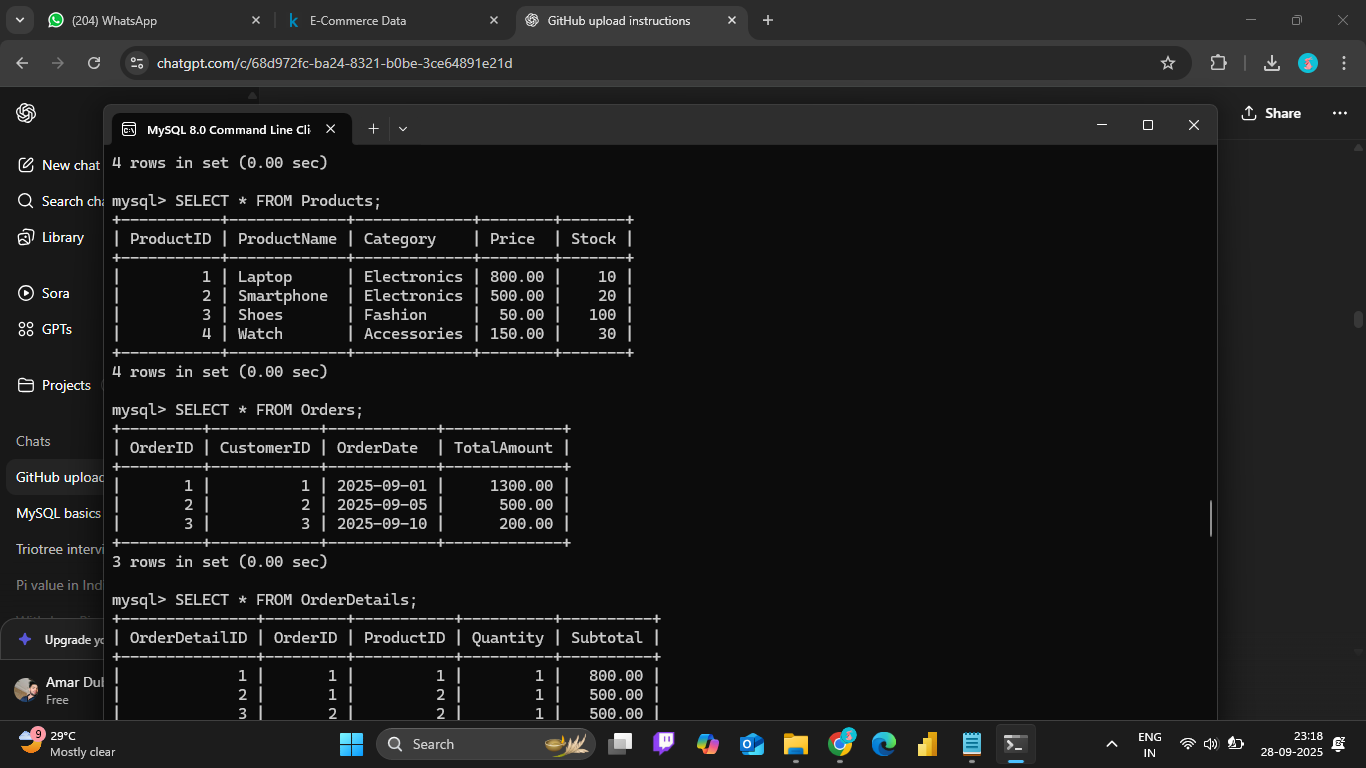 (204) WhatsApp
E-Commerce Data
GitHub upload instructions
chatgpt.com/c/68d972fc-ba24-8321-b0be-3ce64891e21d
Share
New chat
Search cha
Library
Sora
GPTs
Projects
Chats
GitHub upload
MySQL basics
Triotree intervi
Pi value in Indi
Upgrade yo
Amar Dub
Free
MySQL 8.0 Command Line Cli
4 rows in set (0.00 sec)
mysql> SELECT * FROM Products;
+-----------+-------------+-------------+--------+-------+
| ProductID | ProductName | Category    | Price  | Stock |
+-----------+-------------+-------------+--------+-------+
|         1 | Laptop      | Electronics | 800.00 |    10 |
|         2 | Smartphone  | Electronics | 500.00 |    20 |
|         3 | Shoes       | Fashion     |  50.00 |   100 |
|         4 | Watch       | Accessories | 150.00 |    30 |
+-----------+-------------+-------------+--------+-------+
4 rows in set (0.00 sec)
mysql> SELECT * FROM Orders;
+---------+------------+------------+-------------+
| OrderID | CustomerID | OrderDate  | TotalAmount |
+---------+------------+------------+-------------+
|       1 |          1 | 2025-09-01 |     1300.00 |
|       2 |          2 | 2025-09-05 |      500.00 |
|       3 |          3 | 2025-09-10 |      200.00 |
+---------+------------+------------+-------------+
3 rows in set (0.00 sec)
mysql> SELECT * FROM OrderDetails;
+---------------+---------+-----------+----------+----------+
| OrderDetailID | OrderID | ProductID | Quantity | Subtotal |
+---------------+---------+-----------+----------+----------+
|             1 |       1 |         1 |        1 |   800.00 |
|             2 |       1 |         2 |        1 |   500.00 |
|             3 |       2 |         2 |        1 |   500.00 |
9
29°C
Mostly clear
Search
ENG
IN
23:18
28-09-2025